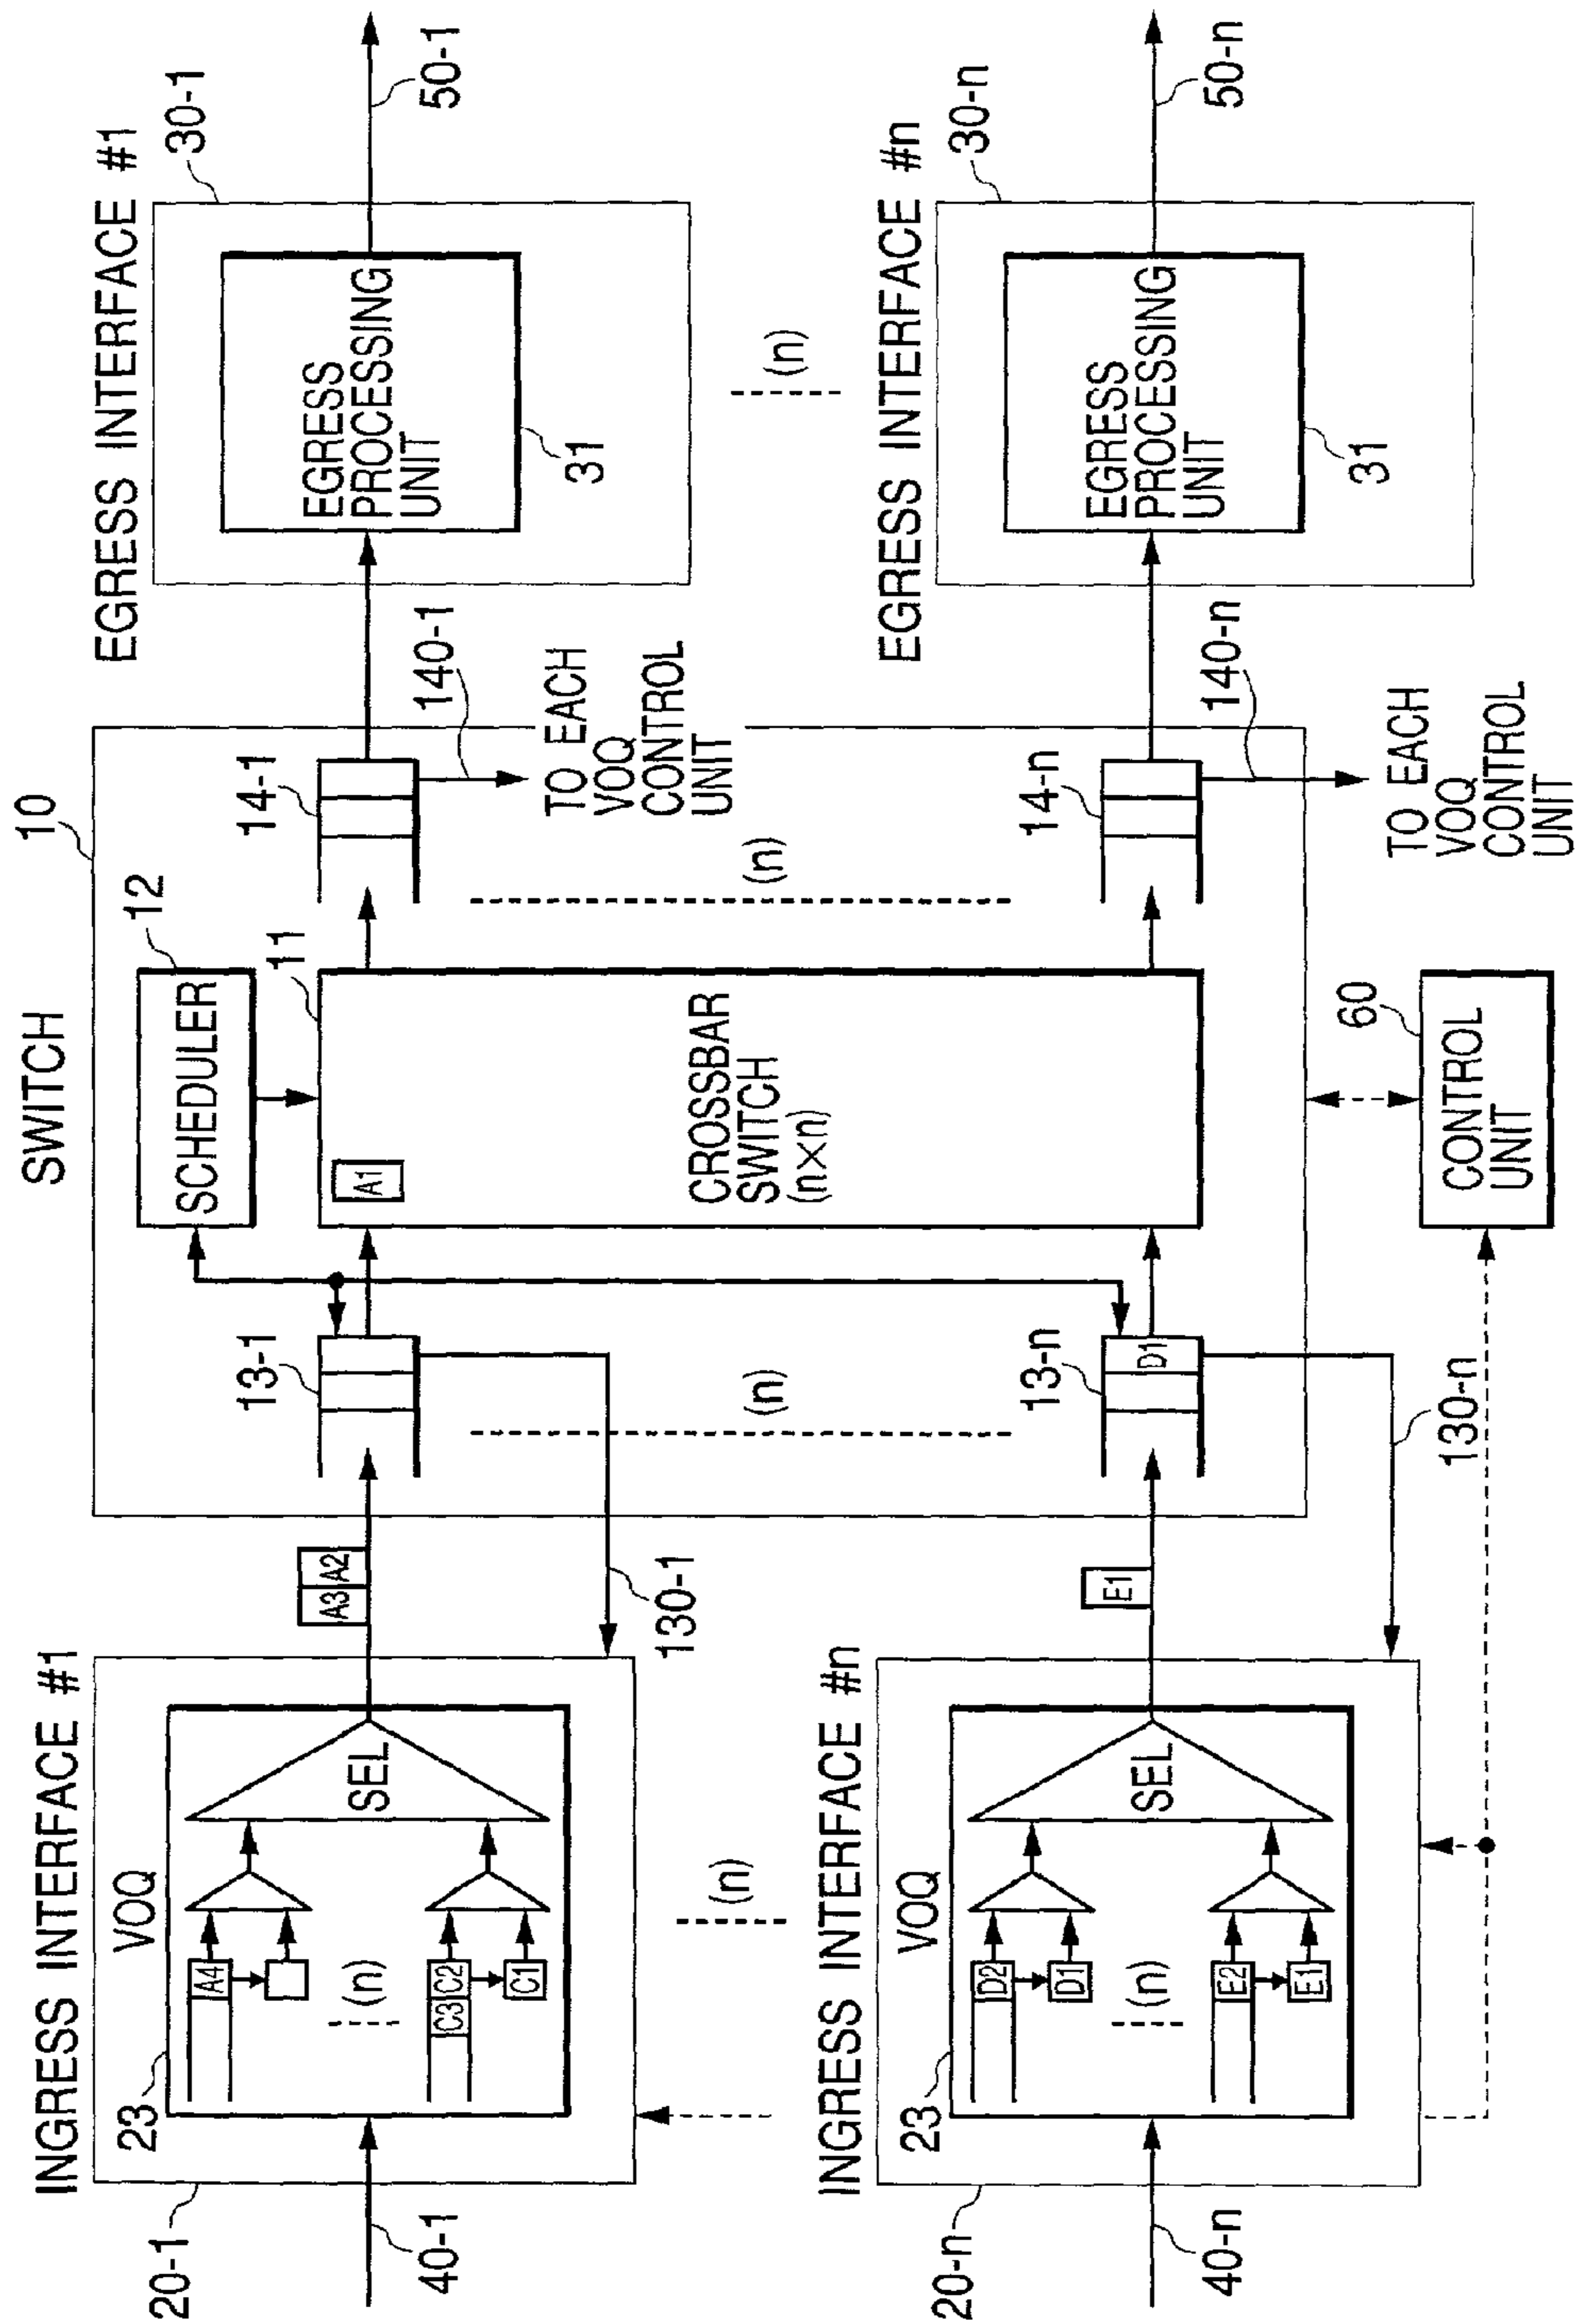 SWITCH
10
INGRESS INTERFACE #1
20-1
40-1
23
VOQ
A4
(n)
C3
C2
C1
SEL
A3
A2
130-1
13-1
SCHEDULER
12
11
A1
CROSSBAR
SWITCH
(n×n)
14-1
140-1
TO EACH
VOQ
CONTROL
UNIT
EGRESS INTERFACE #1
30-1
EGRESS
PROCESSING
UNIT
31
50-1
(n)
(n)
(n)
(n)
INGRESS INTERFACE #n
20-n
40-n
23
VOQ
D2
D1
(n)
E2
E1
SEL
E1
130-n
13-n
D1
14-n
140-n
TO EACH
VOQ
CONTROL
UNIT
EGRESS INTERFACE #n
30-n
EGRESS
PROCESSING
UNIT
31
50-n
60
CONTROL
UNIT